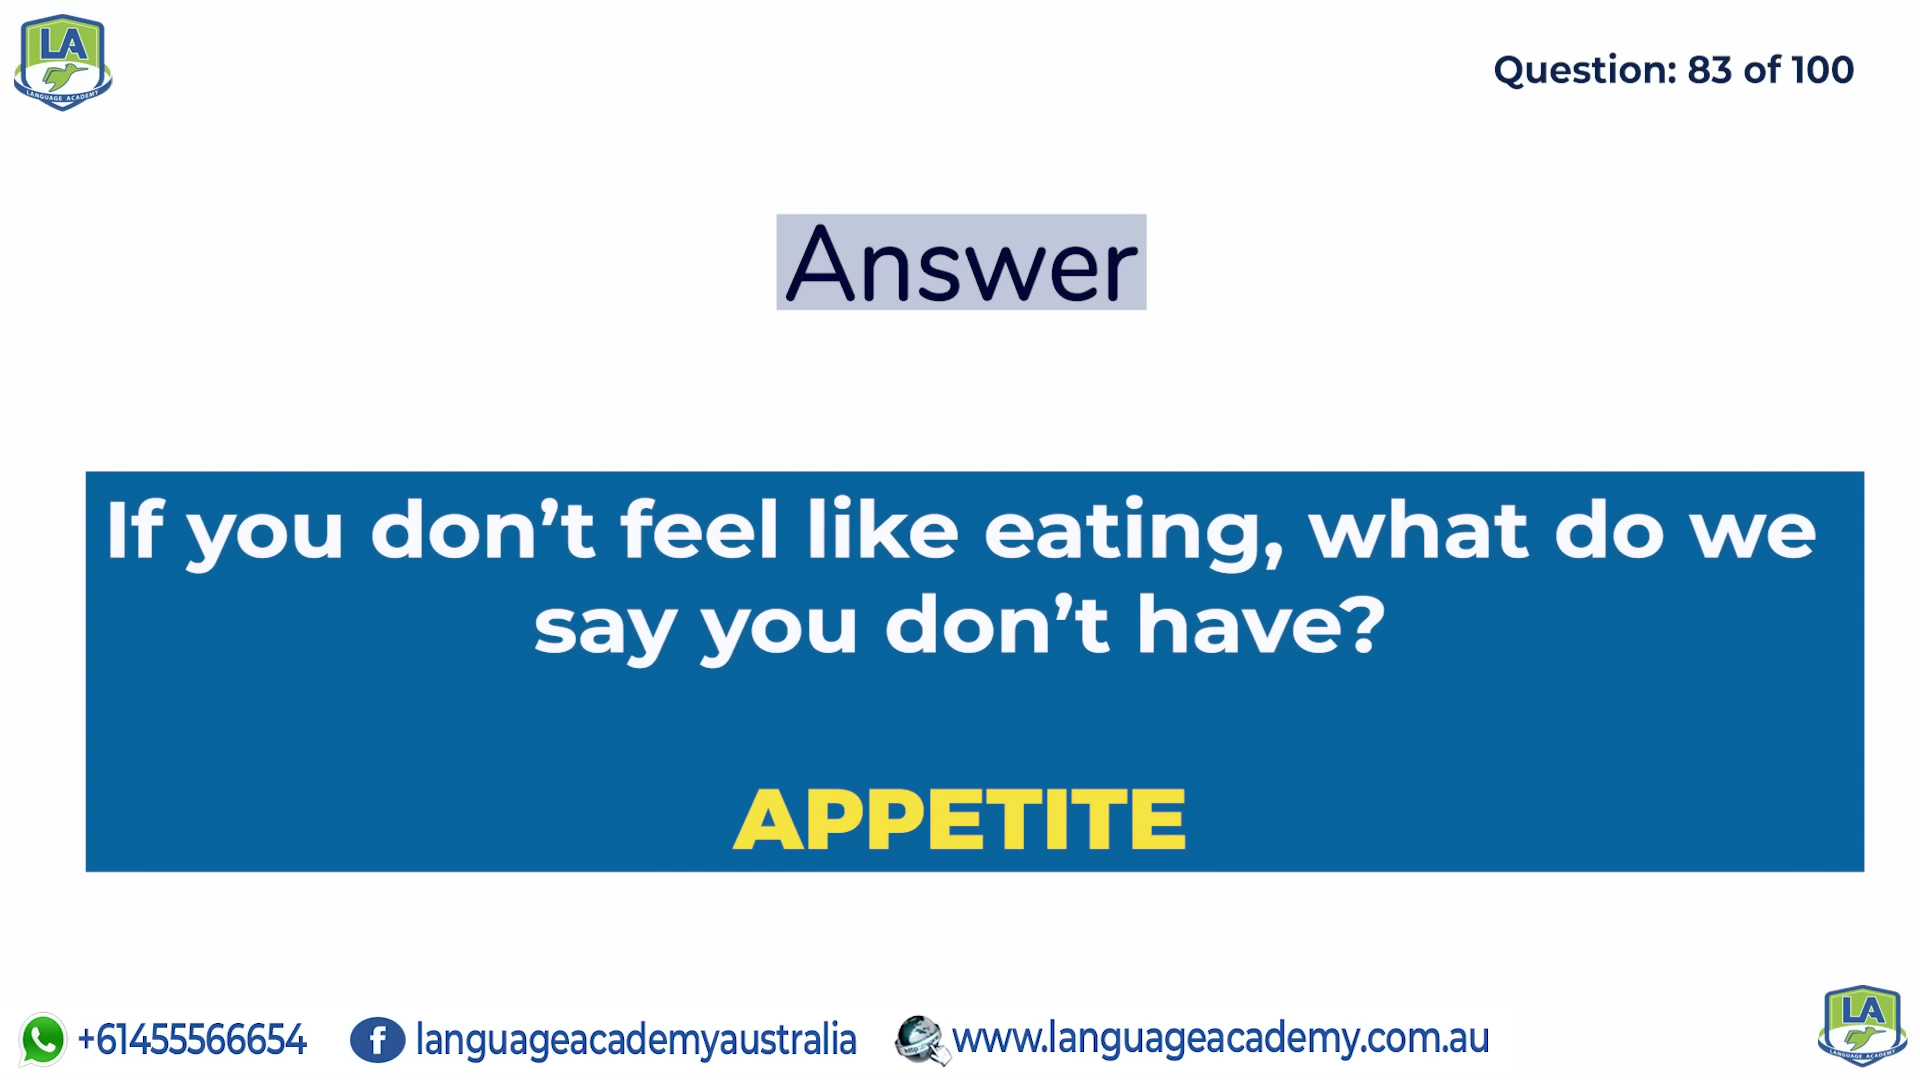 LA
LANGUAGE ACADEMY
Question: 83 of 100
Answer
If you don’t feel like eating, what do we
say you don’t have?
APPETITE
+61455566654
f languageacademyaustralia
www.languageacademy.com.au
LA
LANGUAGE ACADEMY